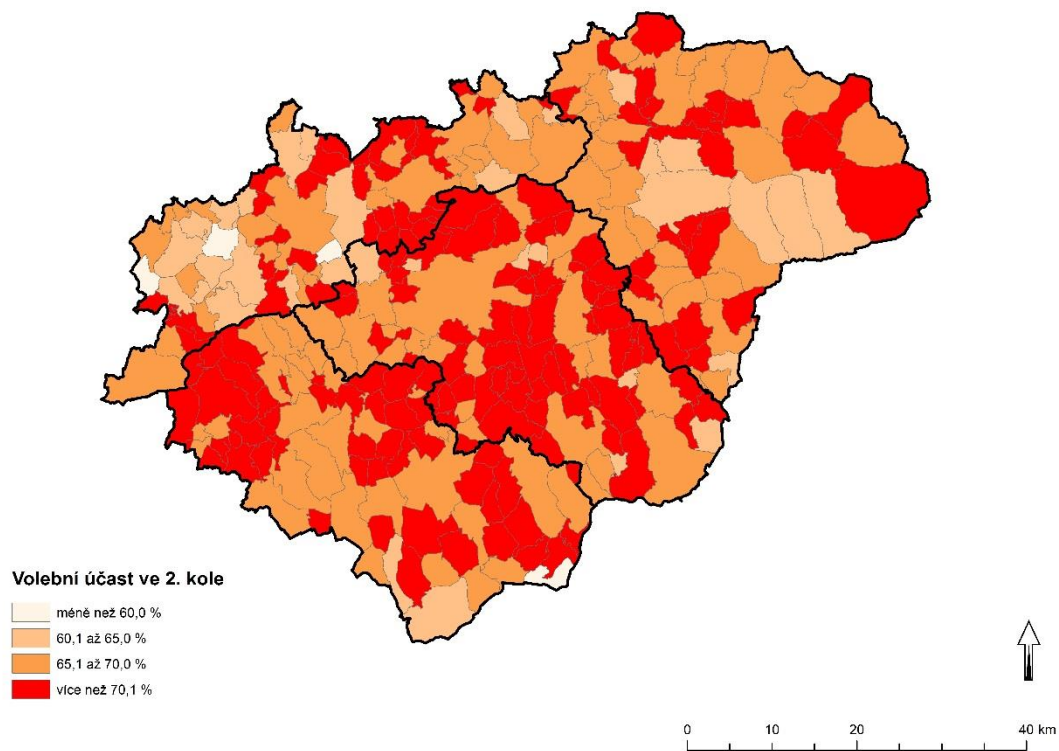 Volební účast ve 2. kole
méně než 60,0 %
60,1 až 65,0 %
65,1 až 70,0 %
více než 70,1 %
0 10 20 40 km